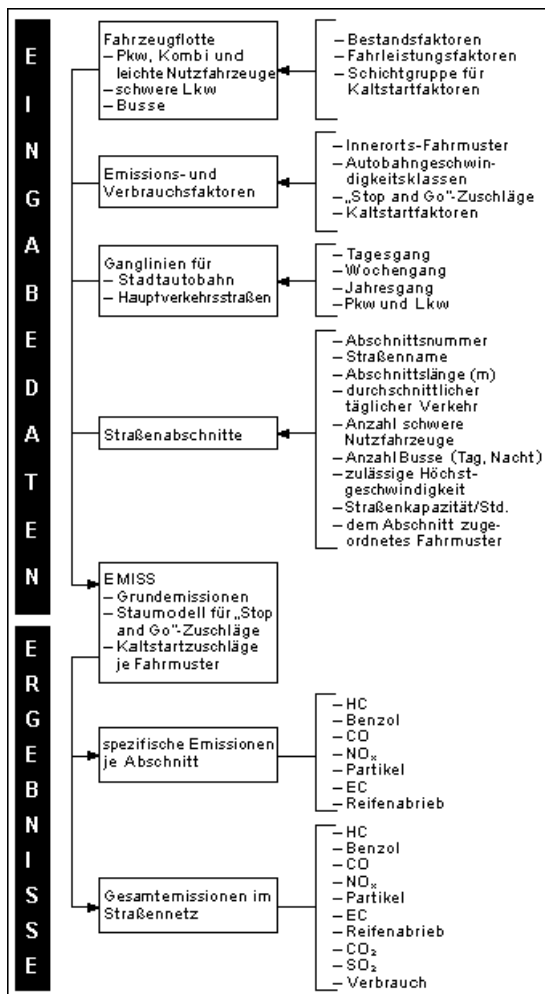 EINGABEDATEN
Fahrzeugflotte
– Pkw, Kombi und
leichte Nutzfahrzeuge
– schwere Lkw
– Busse
– Bestandsfaktoren
– Fahrleistungsfaktoren
– Schichtgruppe für
Kaltstartfaktoren
Emissions- und
Verbrauchsfaktoren
– Innerorts-Fahrmuster
– Autobahngeschwin-
digkeitsklassen
– „Stop and Go"-Zuschläge
– Kaltstartfaktoren
Ganglinien für
– Stadtautobahn
– Hauptverkehrsstraßen
– Tagesgang
– Wochengang
– Jahresgang
– Pkw und Lkw
Straßenabschnitte
– Abschnittsnummer
– Straßenname
– Abschnittslänge (m)
– durchschnittlicher
täglicher Verkehr
– Anzahl schwere
Nutzfahrzeuge
– Anzahl Busse (Tag, Nacht)
– zulässige Höchst-
geschwindigkeit
– Straßenkapazität/Std.
– dem Abschnitt zuge-
ordnetes Fahrmuster
EMISS
– Grundemissionen
– Staumodell für „Stop
and Go"-Zuschläge
– Kaltstartzuschläge
je Fahrmuster
ERGEBNISSE
spezifische Emissionen
je Abschnitt
– HC
– Benzol
– CO
– NOₓ
– Partikel
– EC
– Reifenabrieb
Gesamtemissionen im
Straßennetz
– HC
– Benzol
– CO
– NOₓ
– Partikel
– EC
– Reifenabrieb
– CO₂
– SO₂
– Verbrauch